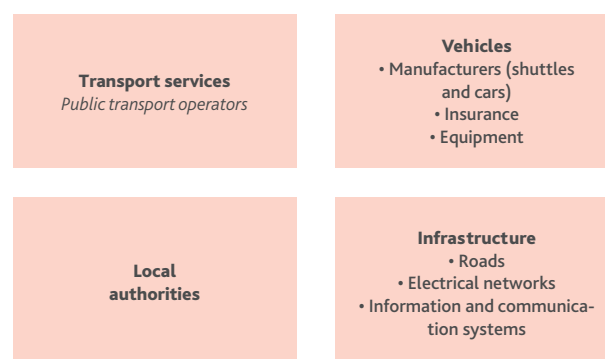 Transport services
Public transport operators
Vehicles
• Manufacturers (shuttles
and cars)
• Insurance
• Equipment
Local
authorities
Infrastructure
• Roads
• Electrical networks
• Information and communica-
tion systems